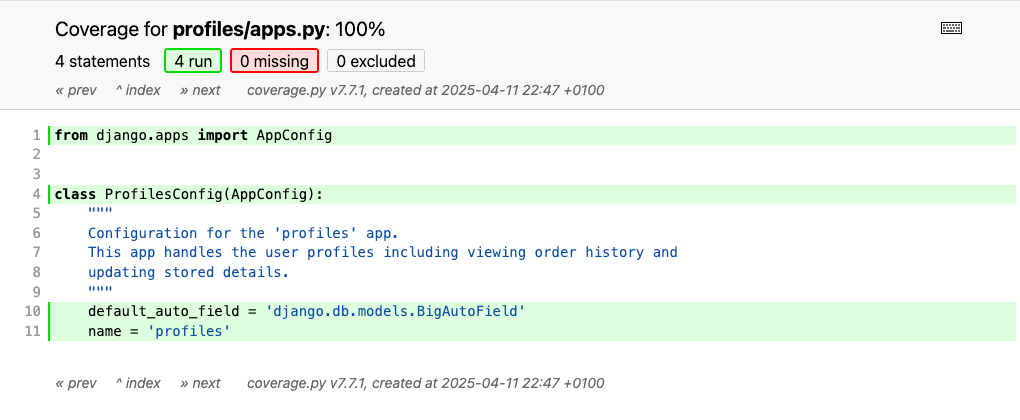 Coverage for profiles/apps.py: 100%
4 statements 4 run 0 missing 0 excluded
« prev ^ index » next coverage.py v7.7.1, created at 2025-04-11 22:47 +0100
1 from django.apps import AppConfig
2
3
4 class ProfilesConfig(AppConfig):
5 """
6 Configuration for the 'profiles' app.
7 This app handles the user profiles including viewing order history and
8 updating stored details.
9 """
10 default_auto_field = 'django.db.models.BigAutoField'
11 name = 'profiles'
« prev ^ index » next coverage.py v7.7.1, created at 2025-04-11 22:47 +0100